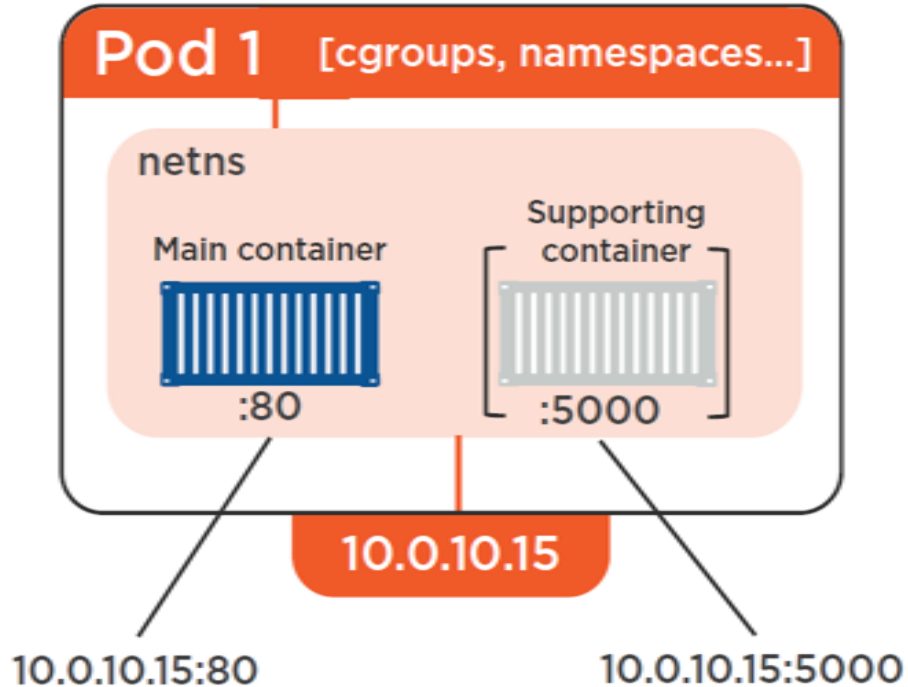 Pod 1 [cgroups, namespaces...]
netns
Main container
Supporting
container
:80
:5000
10.0.10.15
10.0.10.15:80
10.0.10.15:5000